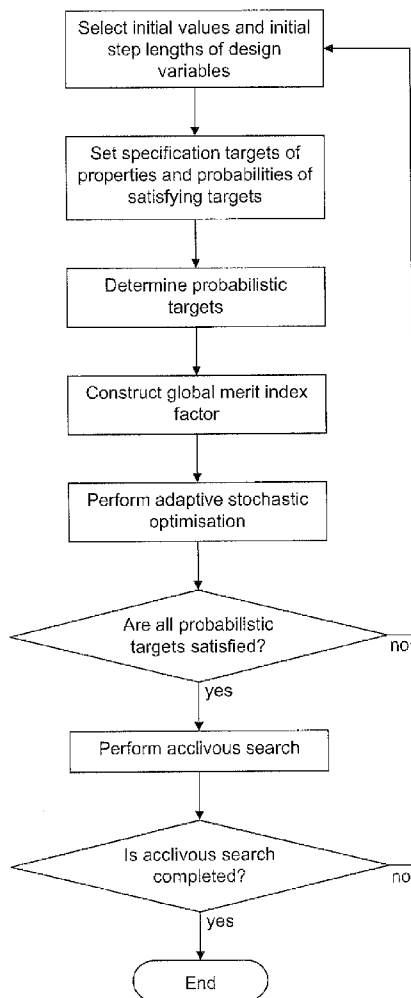 Select initial values and initial
step lengths of design
variables
Set specification targets of
properties and probabilities of
satisfying targets
Determine probabilistic
targets
Construct global merit index
factor
Perform adaptive stochastic
optimisation
Are all probabilistic
targets satisfied?
no
yes
Perform acclivous search
Is acclivous search
completed?
no
yes
End